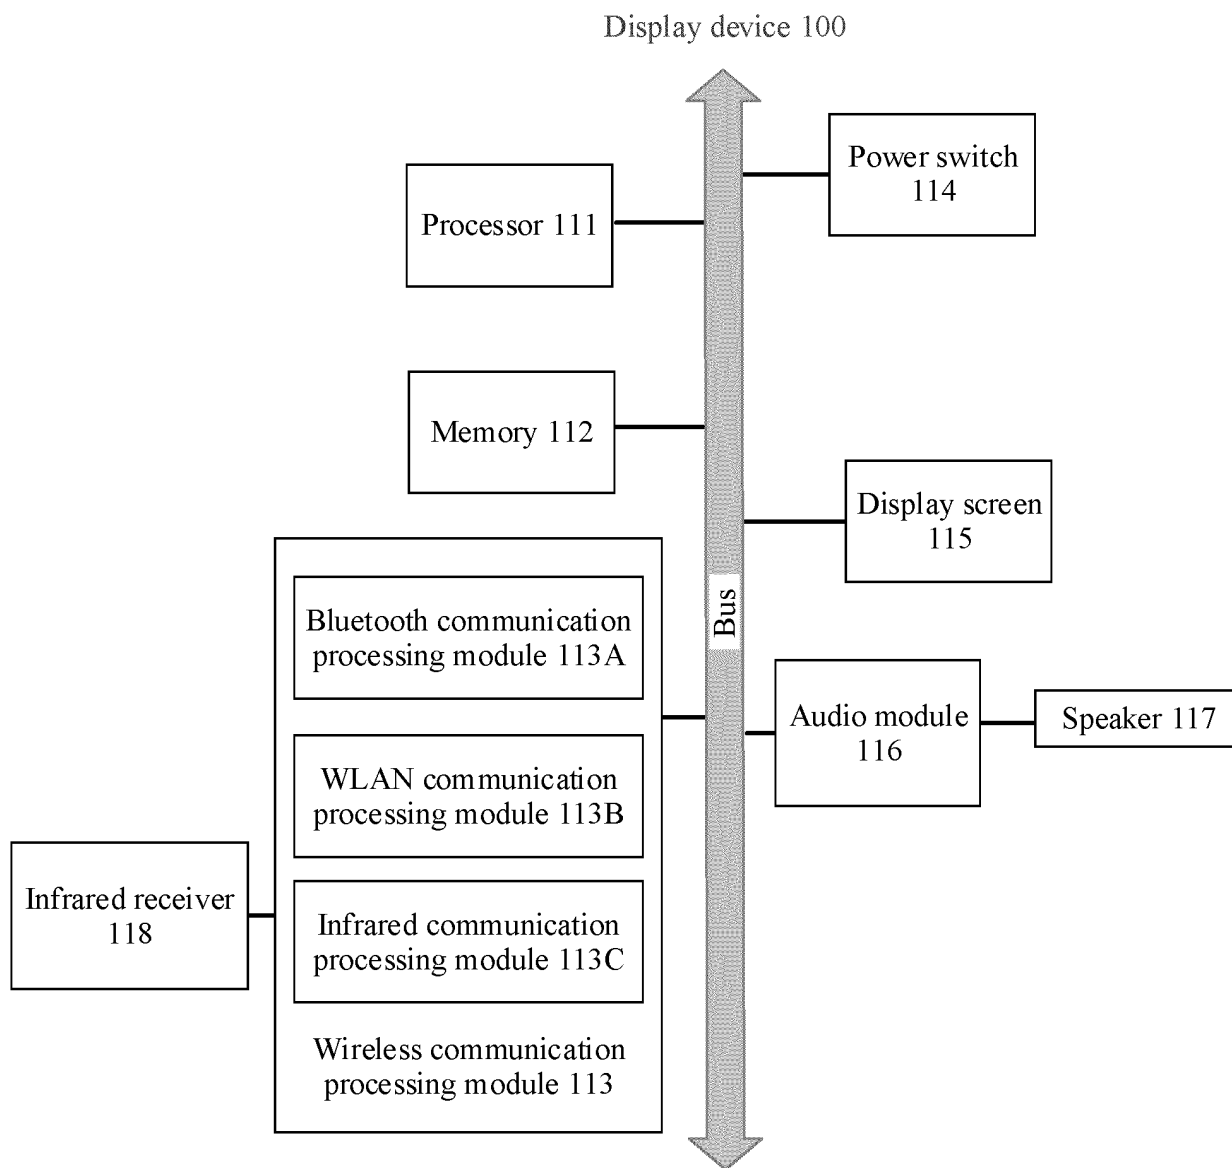 Display device 100
Power switch
114
Processor 111
Memory 112
Display screen
115
Bus
Bluetooth communication
processing module 113A
Audio module
116
Speaker 117
WLAN communication
processing module 113B
Infrared receiver
118
Infrared communication
processing module 113C
Wireless communication
processing module 113